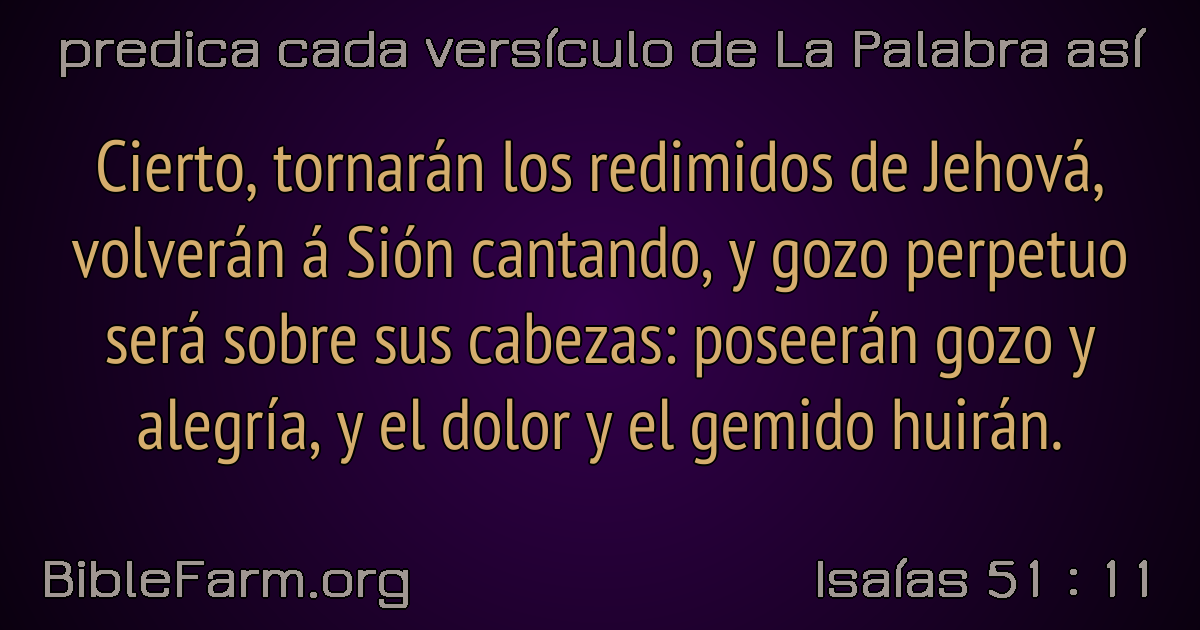 predica cada versículo de La Palabra así
Cierto, tornarán los redimidos de Jehová,
volverán á Sión cantando, y gozo perpetuo
será sobre sus cabezas: poseerán gozo y
alegría, y el dolor y el gemido huirán.
BibleFarm.org
Isaías 51 : 11